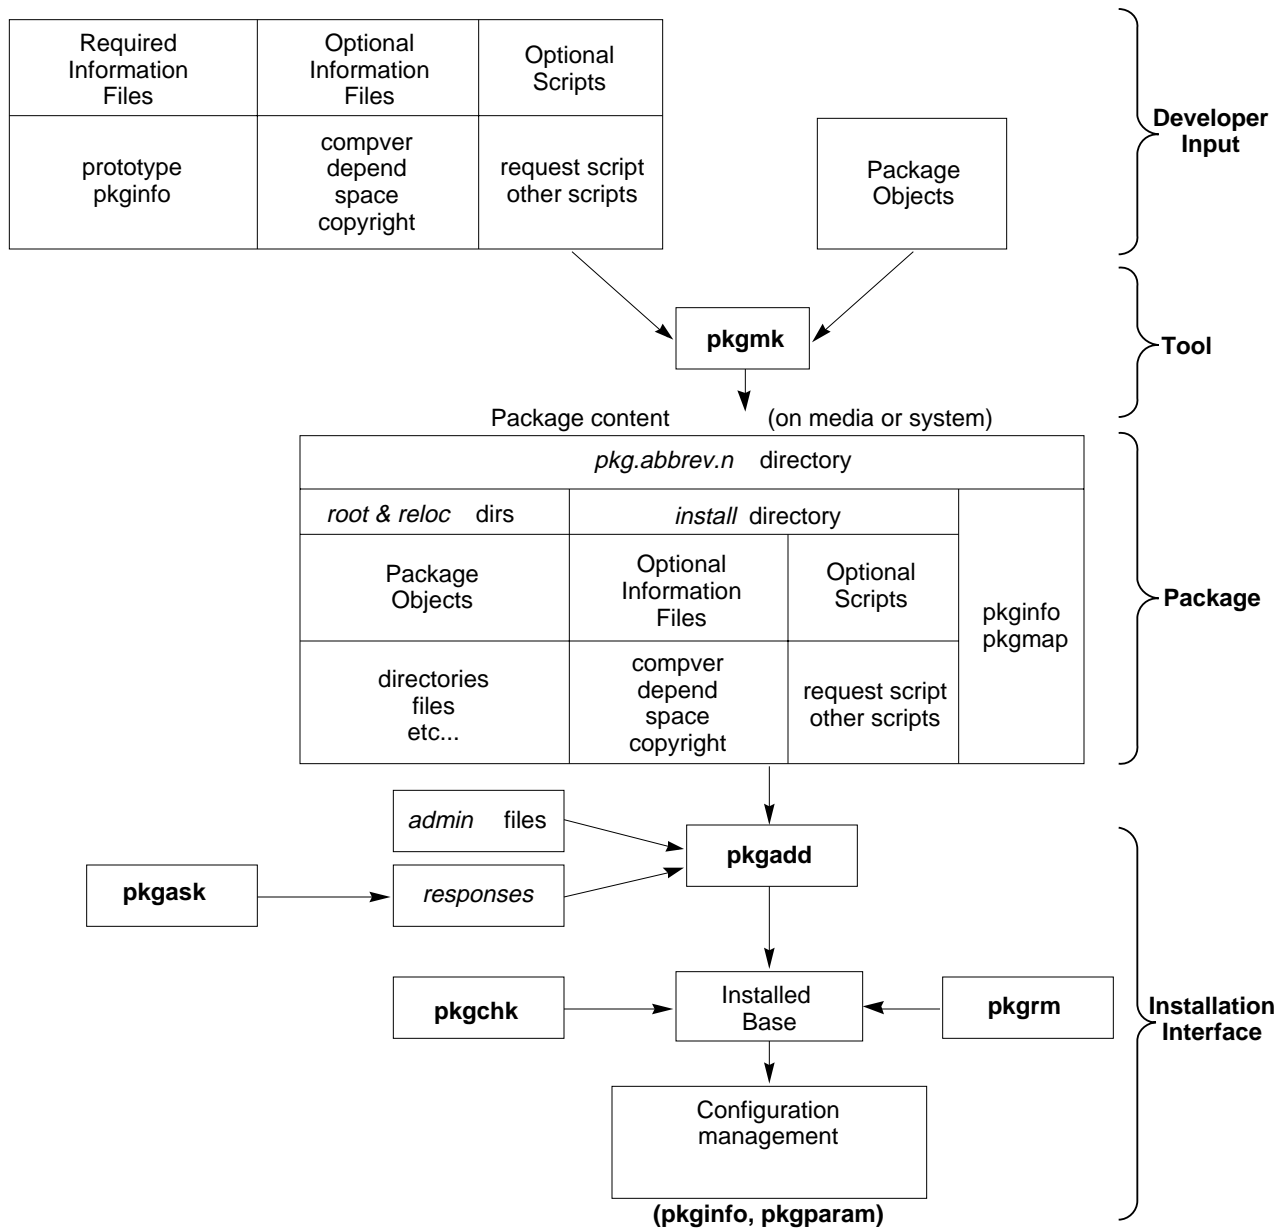 Required
Information
Files
Optional
Information
Files
Optional
Scripts
prototype
pkginfo
compver
depend
space
copyright
request script
other scripts
Package
Objects
Developer
Input
pkgmk
Tool
Package content (on media or system)
pkg.abbrev.n directory
root & reloc dirs
install directory
Package
Objects
Optional
Information
Files
Optional
Scripts
pkginfo
pkgmap
directories
files
etc...
compver
depend
space
copyright
request script
other scripts
Package
admin files
pkgadd
pkgask
responses
pkgchk
Installed
Base
pkgrm
Installation
Interface
Configuration
management
(pkginfo, pkgparam)